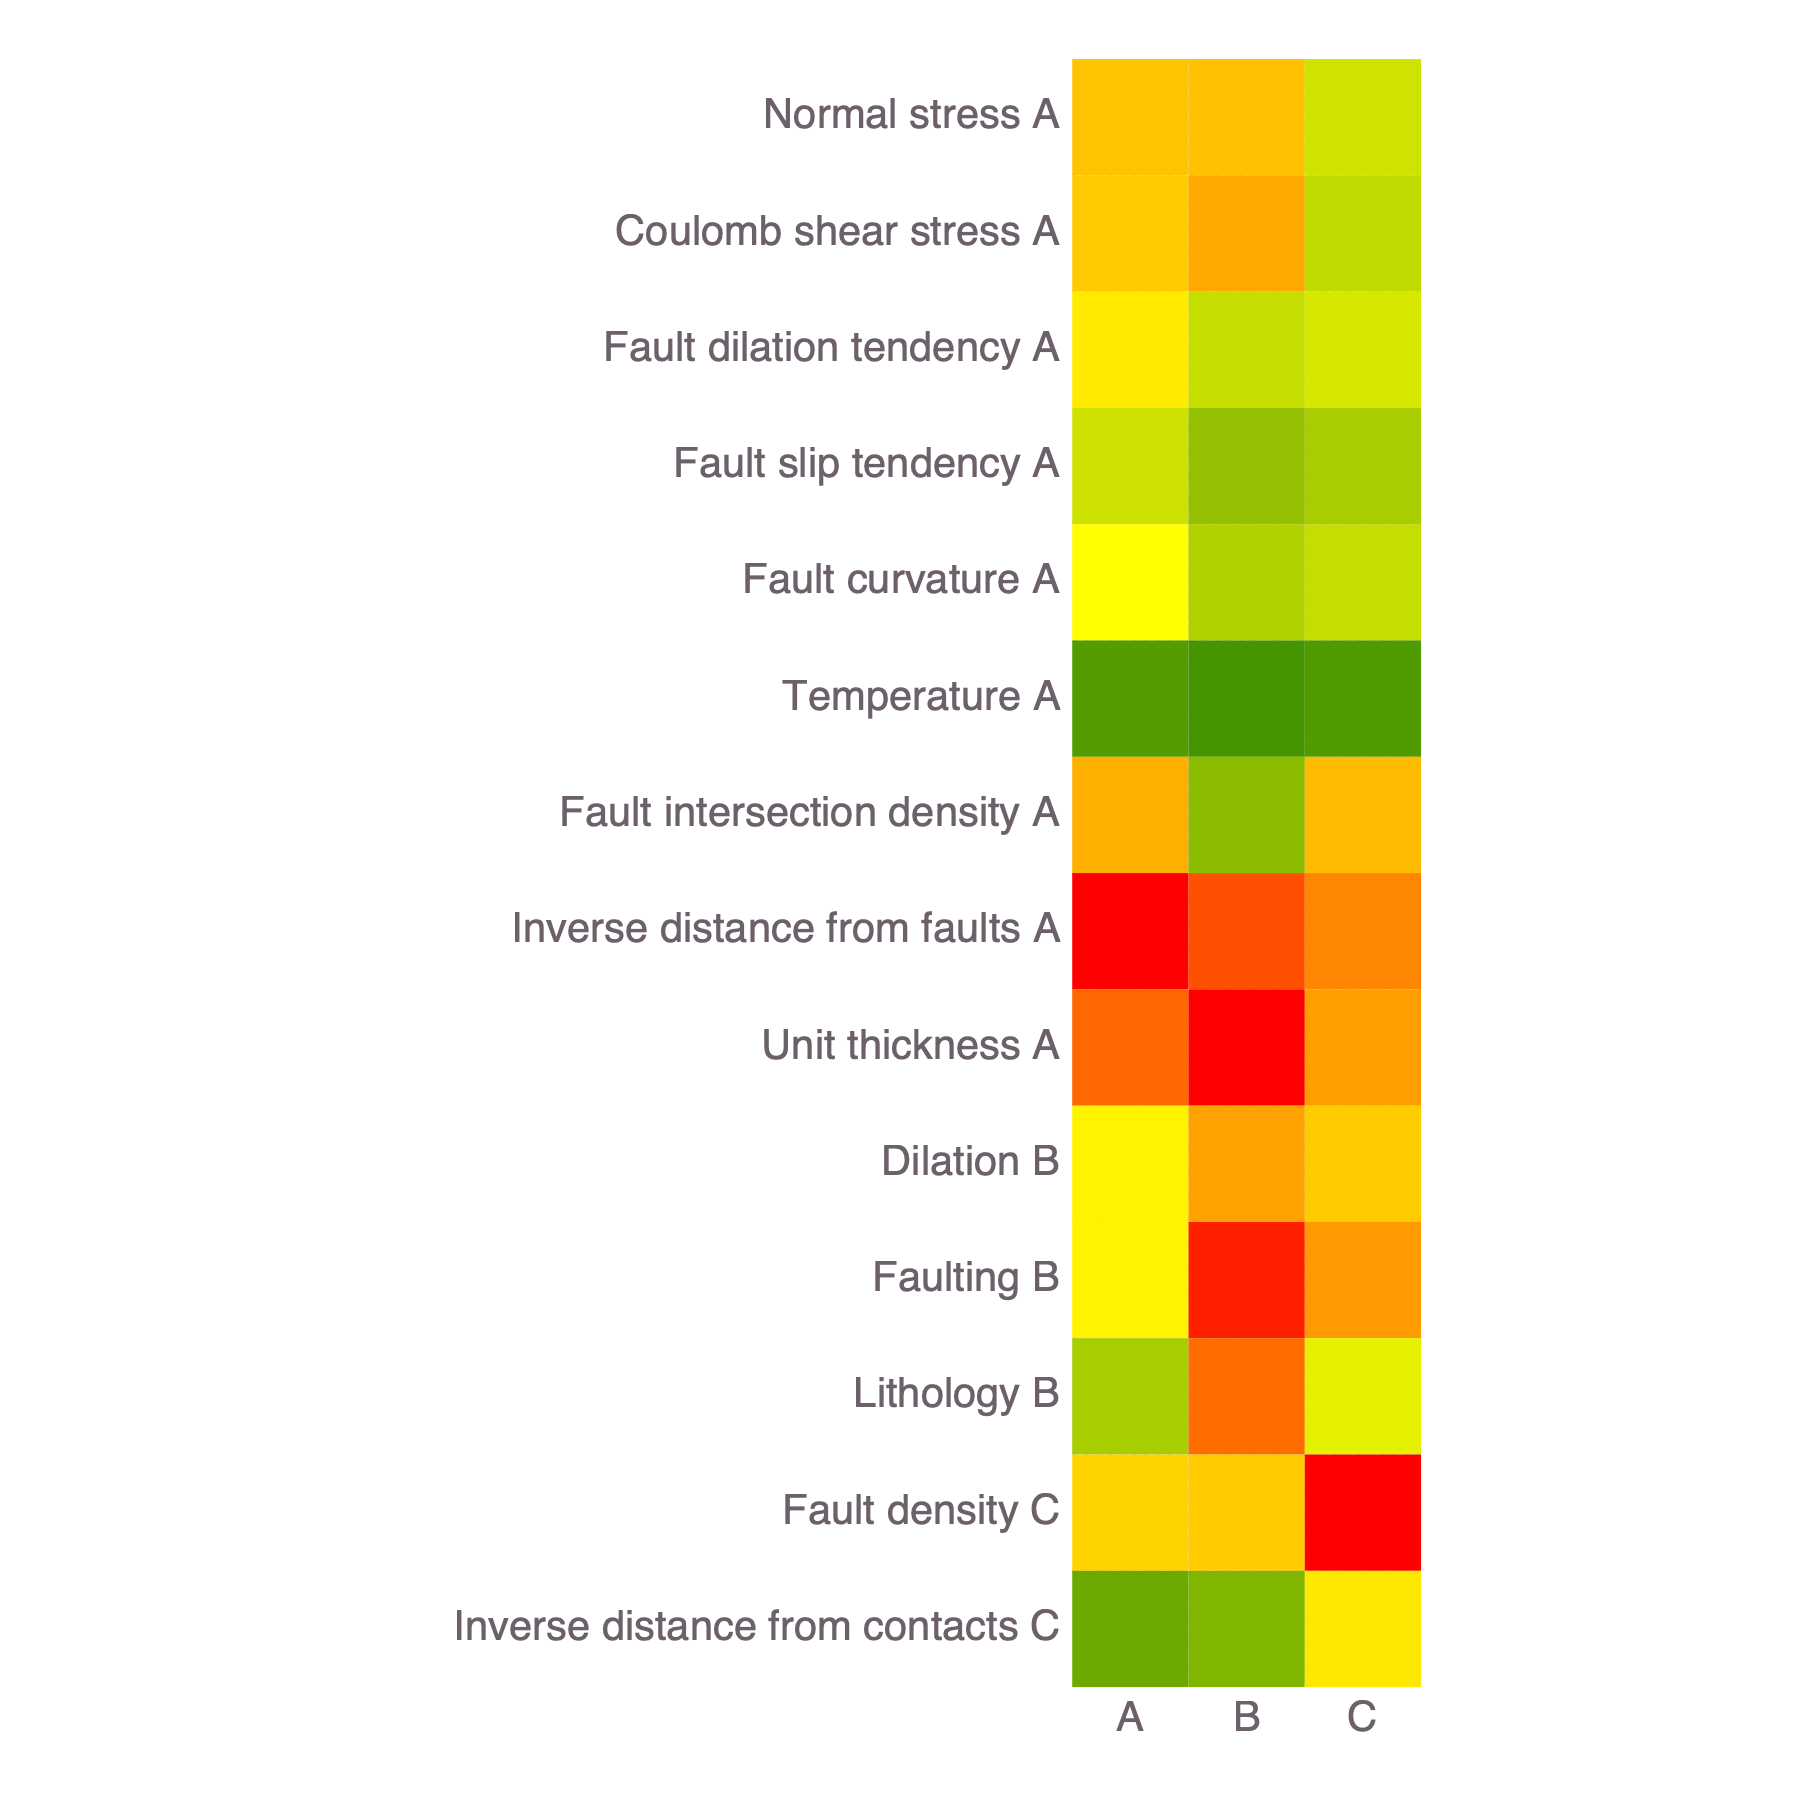 Normal stress A
Coulomb shear stress A
Fault dilation tendency A
Fault slip tendency A
Fault curvature A
Temperature A
Fault intersection density A
Inverse distance from faults A
Unit thickness A
Dilation B
Faulting B
Lithology B
Fault density C
Inverse distance from contacts C
A B C